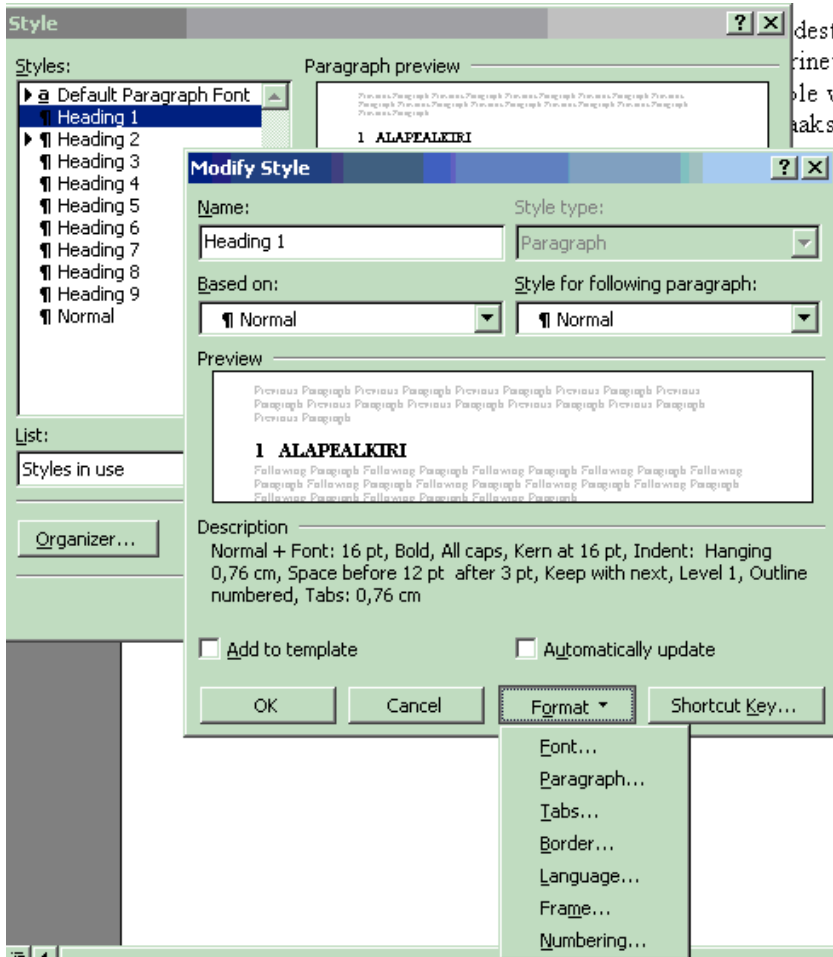 Style
Styles:
Paragraph preview
a Default Paragraph Font
Heading 1
Heading 2
Heading 3
Heading 4
Heading 5
Heading 6
Heading 7
Heading 8
Heading 9
Normal
1 ALAPEALKIRI
List:
Styles in use
Organizer...
Modify Style
Name:
Style type:
Heading 1
Paragraph
Based on:
Style for following paragraph:
Normal
Normal
Preview
Previous Paragraph Previous Paragraph Previous Paragraph Previous Paragraph Previous
Paragraph Previous Paragraph Previous Paragraph Previous Paragraph Previous Paragraph
Previous Paragraph
1 ALAPEALKIRI
Following Paragraph Following Paragraph Following Paragraph Following Paragraph Following
Paragraph Following Paragraph Following Paragraph Following Paragraph Following Paragraph
Following Paragraph Following Paragraph Following Paragraph
Description
Normal + Font: 16 pt, Bold, All caps, Kern at 16 pt, Indent: Hanging
0,76 cm, Space before 12 pt after 3 pt, Keep with next, Level 1, Outline
numbered, Tabs: 0,76 cm
Add to template
Automatically update
OK
Cancel
Format
Shortcut Key...
Font...
Paragraph...
Tabs...
Border...
Language...
Frame...
Numbering...